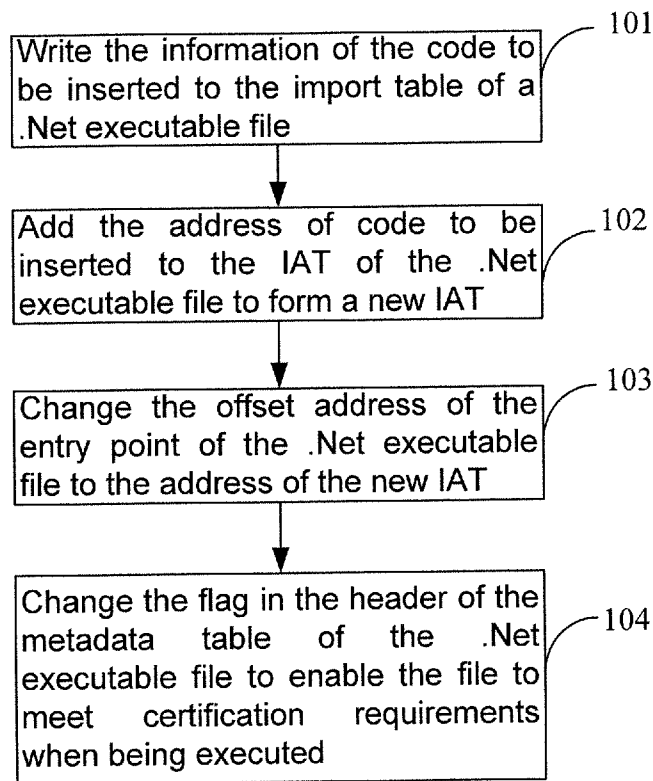 101
Write the information of the code to
be inserted to the import table of a
.Net executable file
102
Add the address of code to be
inserted to the IAT of the .Net
executable file to form a new IAT
103
Change the offset address of the
entry point of the .Net executable
file to the address of the new IAT
104
Change the flag in the header of the
metadata table of the .Net
executable file to enable the file to
meet certification requirements
when being executed